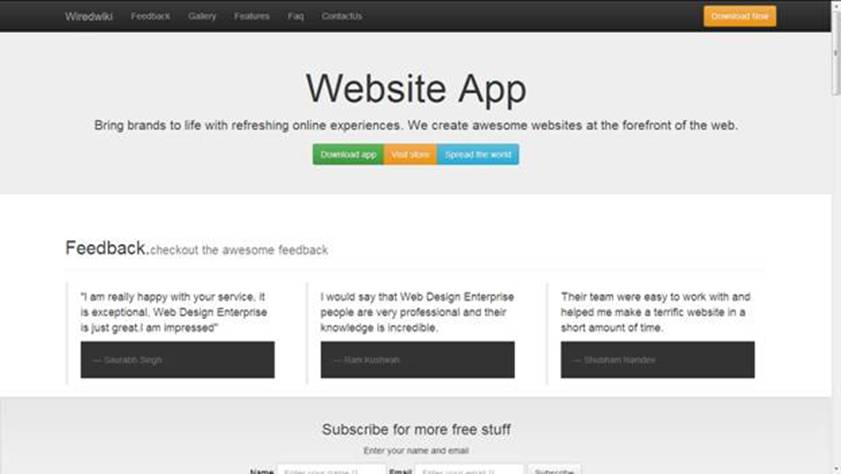 Wiredwiki Feedback Gallery Features Faq ContactUs Download Now
Website App
Bring brands to life with refreshing online experiences. We create awesome websites at the forefront of the web.
Download app Visit store Spread the world
Feedback.checkout the awesome feedback
"I am really happy with your service, it
is exceptional, Web Design Enterprise
is just great.I am impressed"
— Saurabh Singh
I would say that Web Design Enterprise
people are very professional and their
knowledge is incredible.
— Ram Kushwah
Their team were easy to work with and
helped me make a terrific website in a
short amount of time.
— Shubham Namdev
Subscribe for more free stuff
Enter your name and email
Name Enter your name !! Email Enter your email !! Subscribe